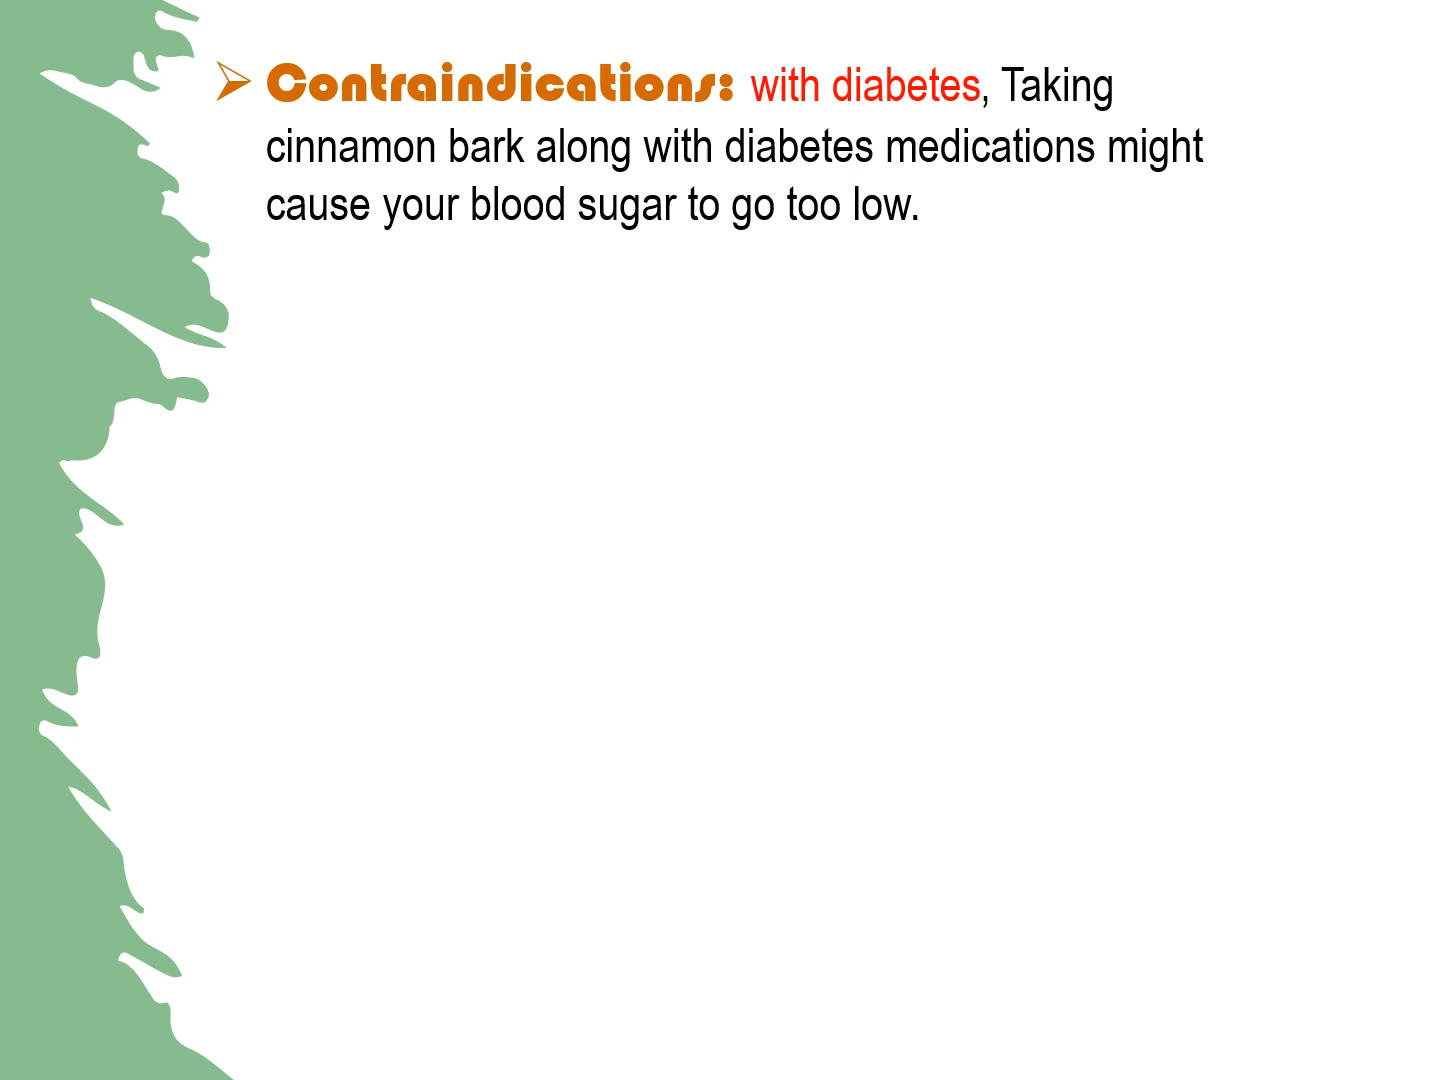 Contraindications: with diabetes, Taking
cinnamon bark along with diabetes medications might
cause your blood sugar to go too low.